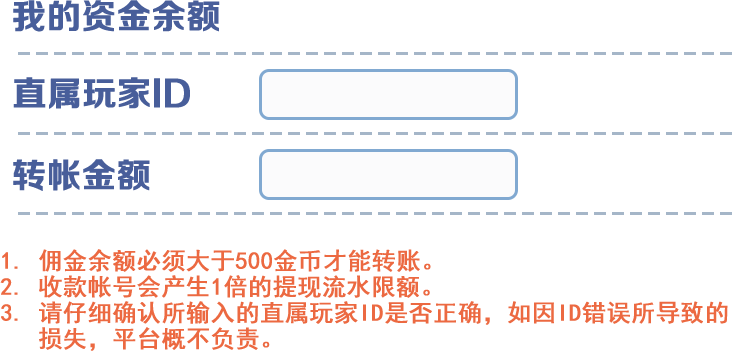 我的资金余额
直属玩家ID
转帐金额
1. 佣金余额必须大于500金币才能转账。
2. 收款帐号会产生1倍的提现流水限额。
3. 请仔细确认所输入的直属玩家ID是否正确，如因ID错误所导致的
损失，平台概不负责。